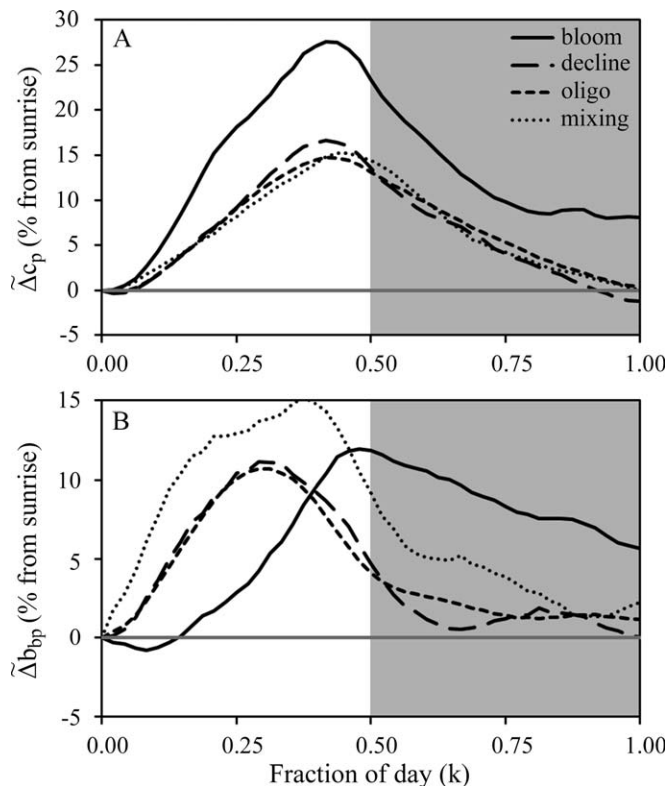 A
bloom
decline
oligo
mixing
30
25
20
15
10
5
0
-5
Δ̃cp (% from sunrise)
0.00 0.25 0.50 0.75 1.00
B
15
10
5
0
-5
Δ̃bbp (% from sunrise)
0.00 0.25 0.50 0.75 1.00
Fraction of day (k)